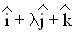 î + λĵ + k̂